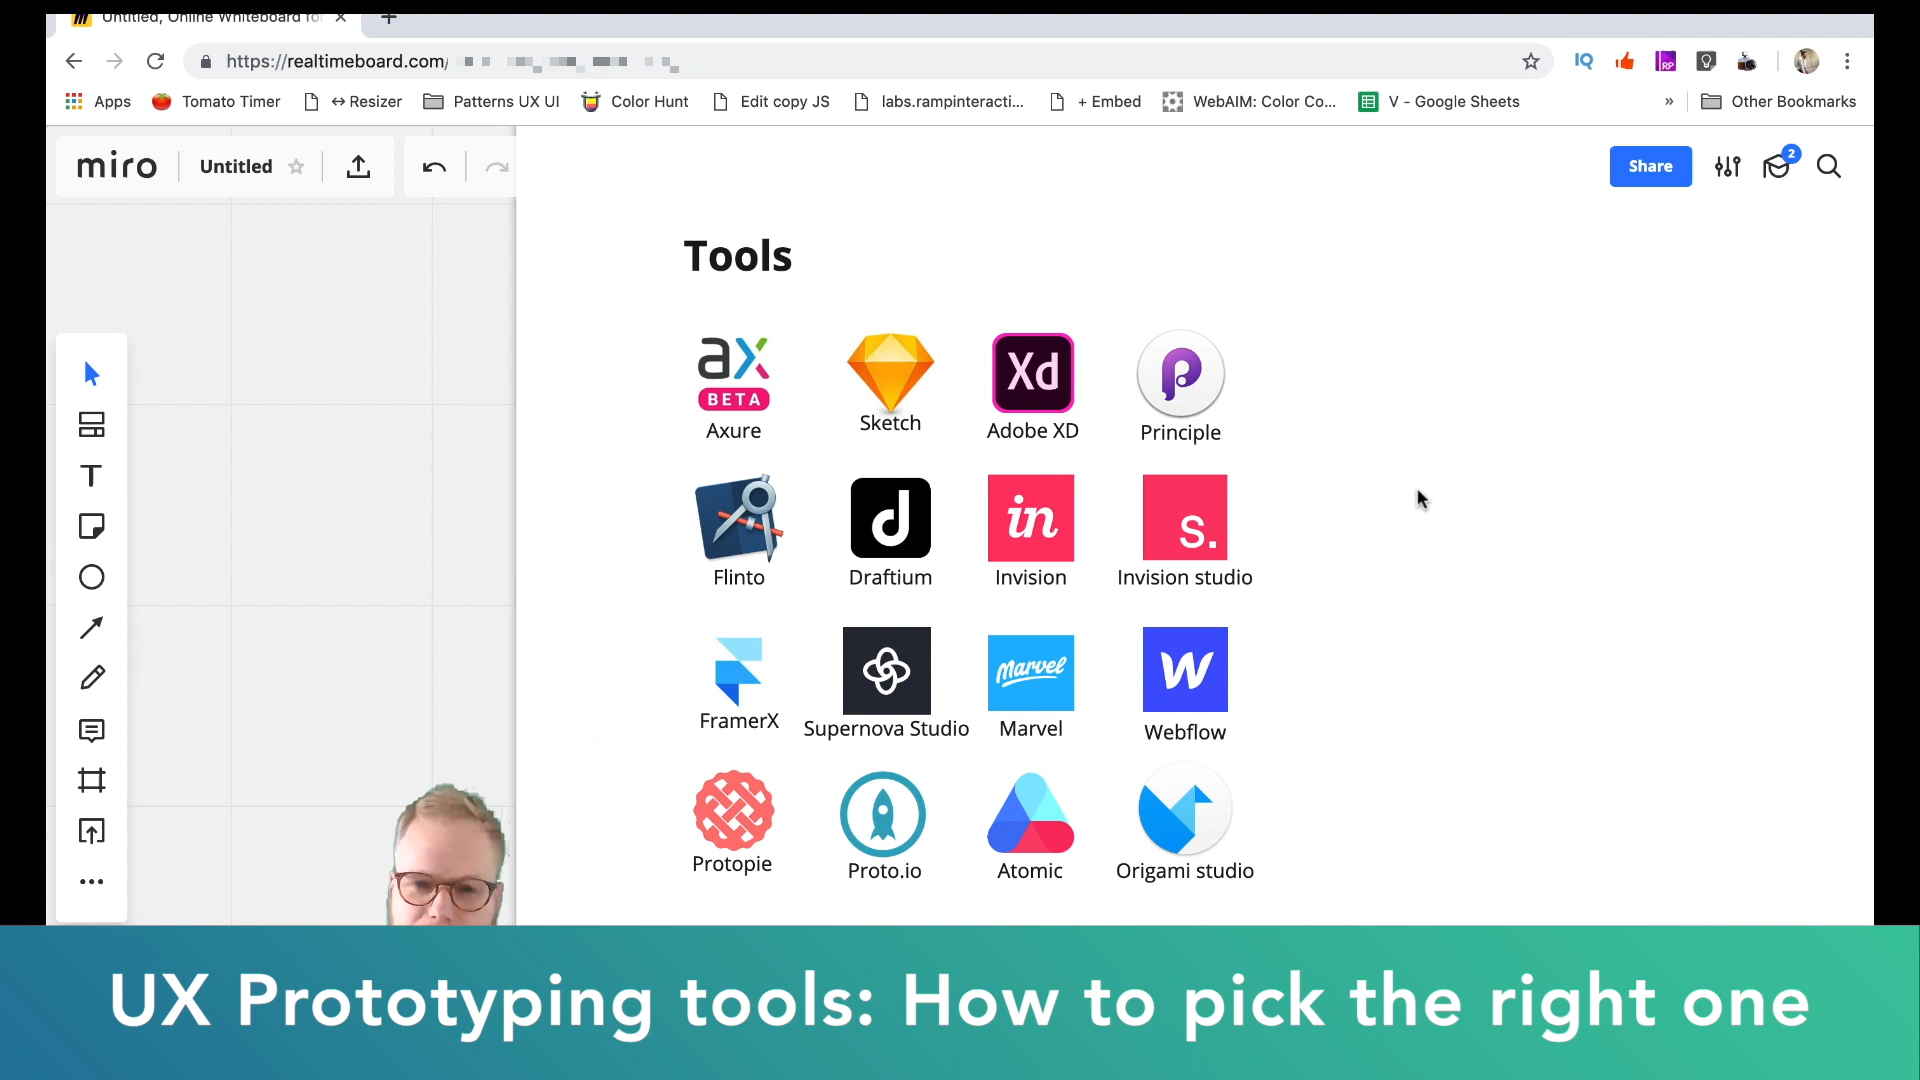 Untitled, Online Whiteboard for
https://realtimeboard.com/
IQ
RP
Apps Tomato Timer ↔Resizer Patterns UX UI Color Hunt Edit copy JS labs.rampinteracti... + Embed WebAIM: Color Co... V - Google Sheets » Other Bookmarks
miro Untitled
Share
2
Tools
ax Xd
BETA
Axure Sketch Adobe XD Principle
d in s.
Flinto Draftium Invision Invision studio
Marvel W
FramerX Supernova Studio Marvel Webflow
Protopie Proto.io Atomic Origami studio
UX Prototyping tools: How to pick the right one